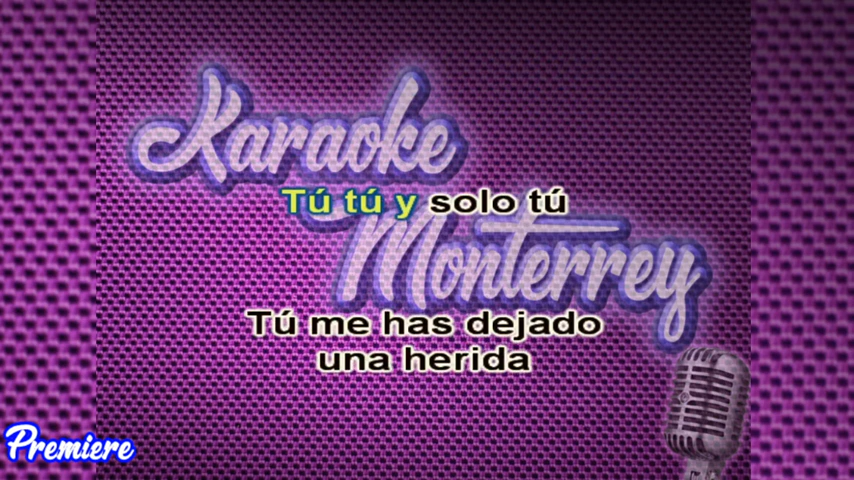 Karaoke
Tú tú y solo tú
Monterrey
Tú me has dejado
una herida
Premiere